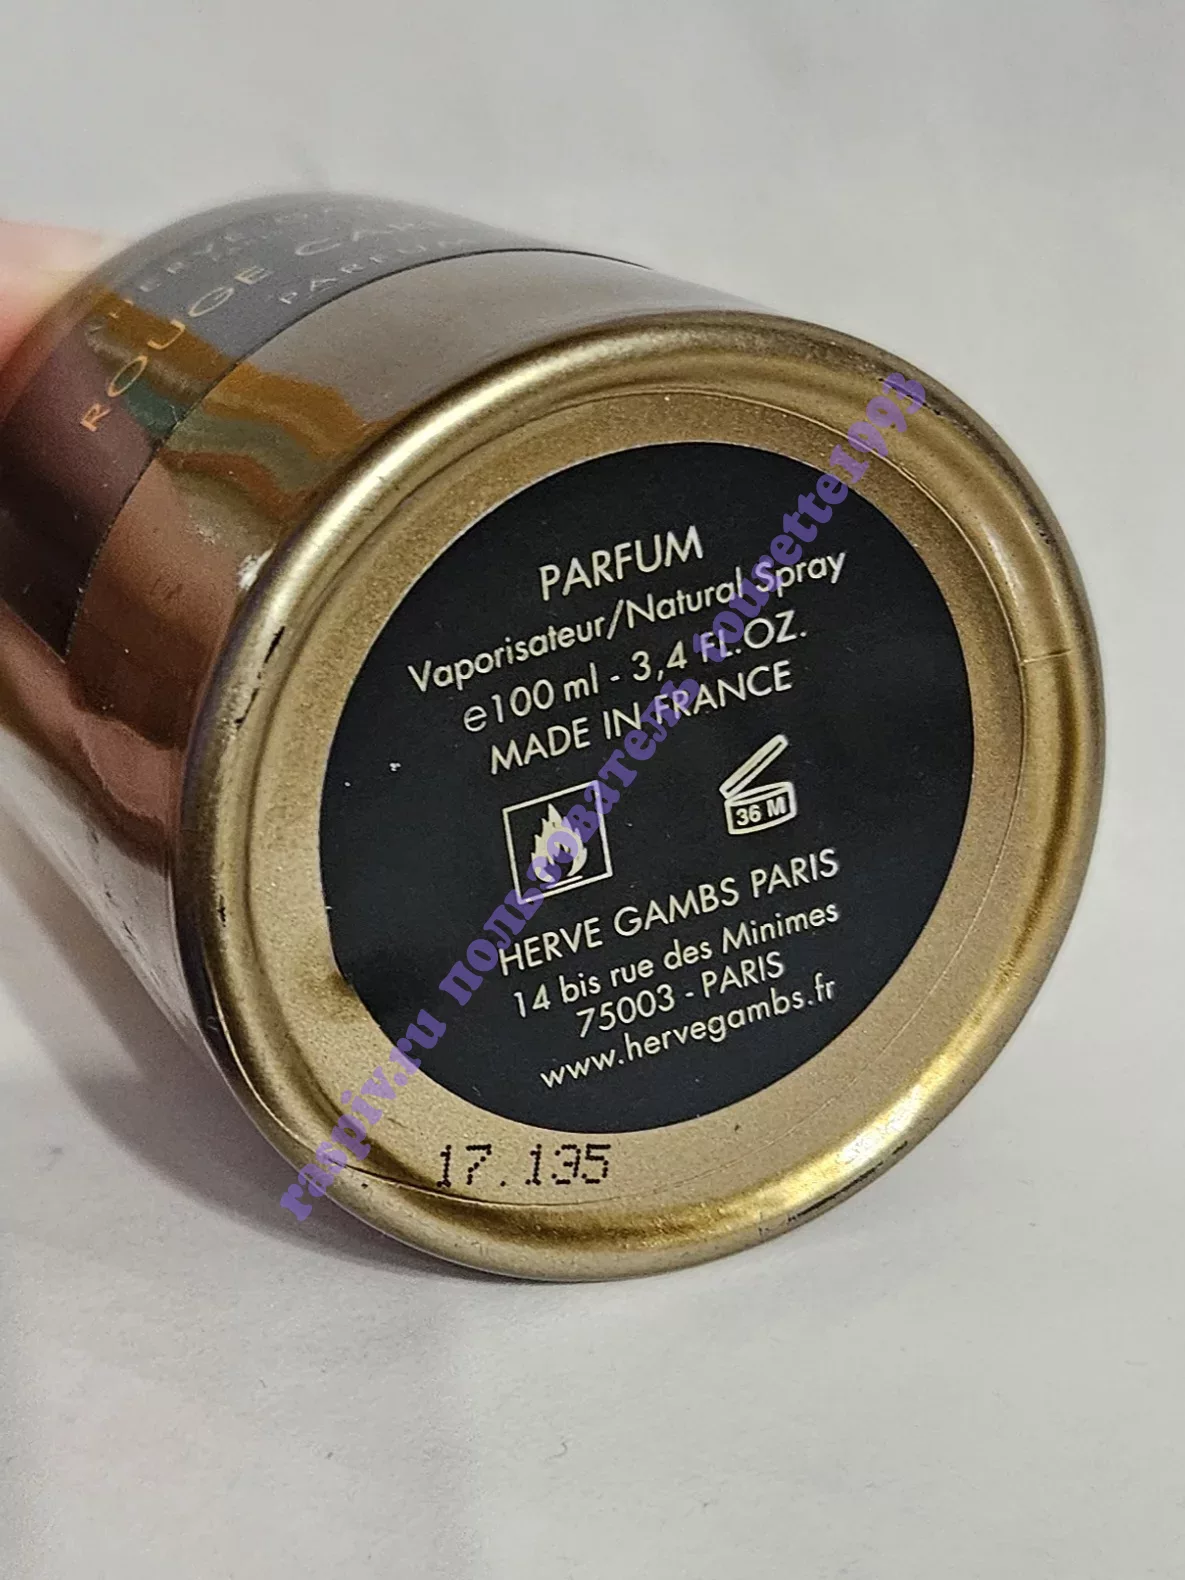 ROUGE
PARFUM
PARFUM
Vaporisateur/Natural Spray
e100 ml - 3,4 FL.OZ.
MADE IN FRANCE
36 M
HERVE GAMBS PARIS
14 bis rue des Minimes
75003 - PARIS
www.hervegambs.fr
17.135
raspiv.ru пользователь tourette1993